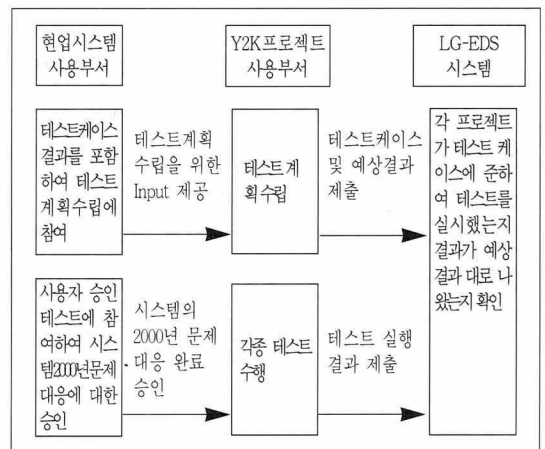 현업시스템
사용부서
Y2K프로젝트
사용부서
LG-EDS
시스템
테스트케이스
결과를 포함
하여 테스트
계획수립에
참여
테스트계획
수립을 위한
Input 제공
테스트계
획수립
테스트케이스
및 예상결과
제출
각 프로젝트
가 테스트 케
이스에 준하
여 테스트를
실시했는지
결과가 예상
결과 대로 나
왔는지 확인
사용자 승인
테스트에 참
여하여 시스
템2000년문제
대응에 대한
승인
시스템의
2000년 문제
대응 완료
승인
각종 테스트
수행
테스트 실행
결과 제출